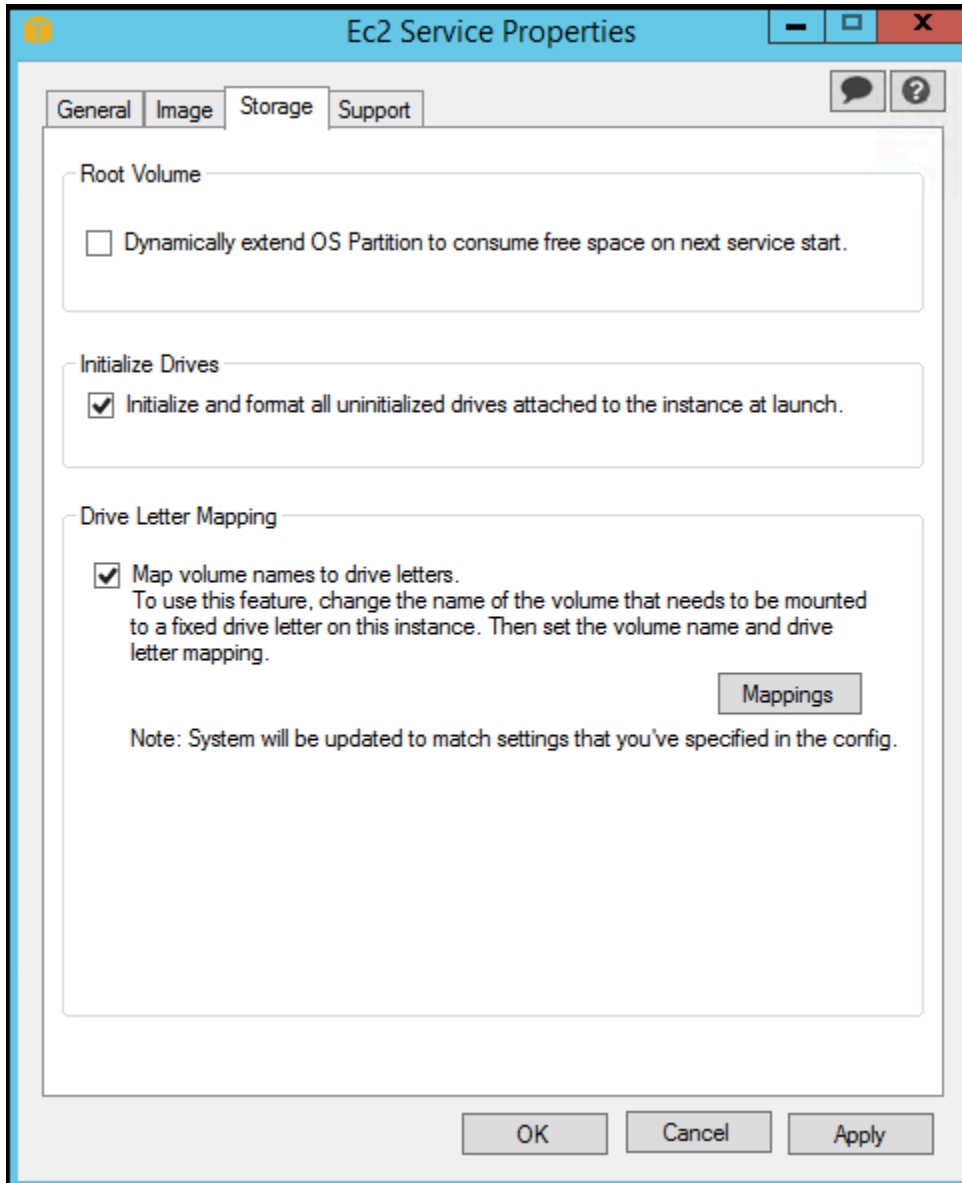 Ec2 Service Properties
General
Image
Storage
Support
Root Volume
Dynamically extend OS Partition to consume free space on next service start.
Initialize Drives
Initialize and format all uninitialized drives attached to the instance at launch.
Drive Letter Mapping
Map volume names to drive letters.
To use this feature, change the name of the volume that needs to be mounted
to a fixed drive letter on this instance. Then set the volume name and drive
letter mapping.
Mappings
Note: System will be updated to match settings that you've specified in the config.
OK
Cancel
Apply